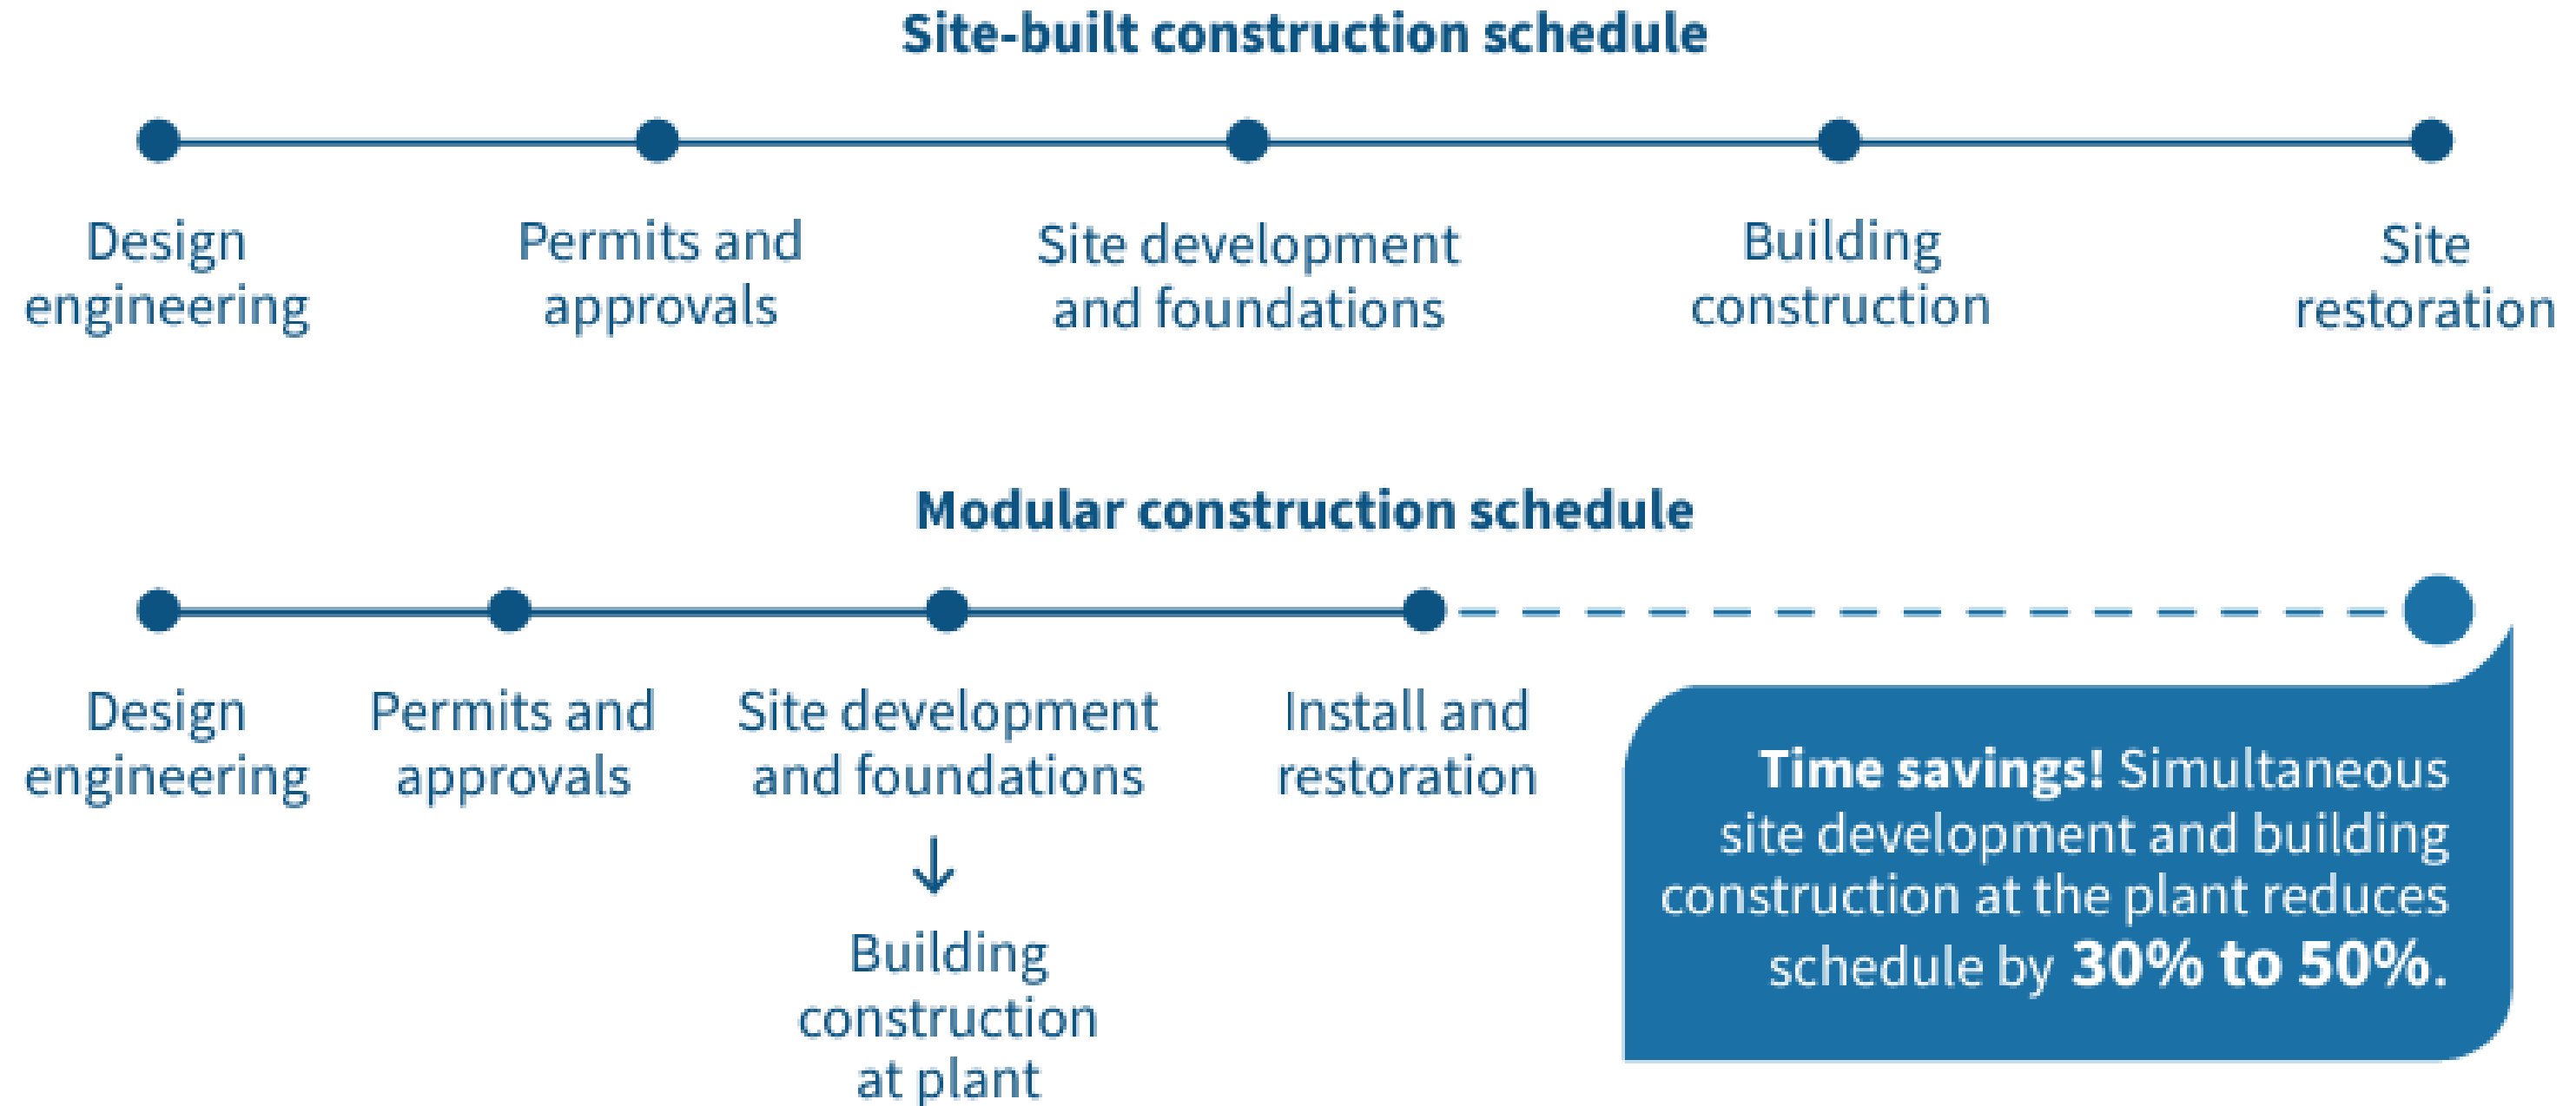 Site-built construction schedule
Design
engineering
Permits and
approvals
Site development
and foundations
Building
construction
Site
restoration
Modular construction schedule
Design
engineering
Permits and
approvals
Site development
and foundations
Building
construction
at plant
Install and
restoration
Time savings! Simultaneous
site development and building
construction at the plant reduces
schedule by 30% to 50%.